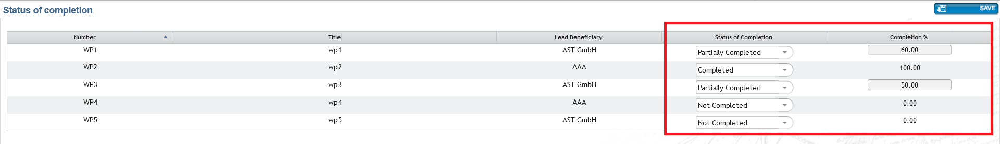 Status of completion
SAVE
Number Title Lead Beneficiary Status of Completion Completion %
WP1 wp1 AST GmbH Partially Completed 60.00
WP2 wp2 AAA Completed 100.00
WP3 wp3 AST GmbH Partially Completed 50.00
WP4 wp4 AAA Not Completed 0.00
WP5 wp5 AST GmbH Not Completed 0.00